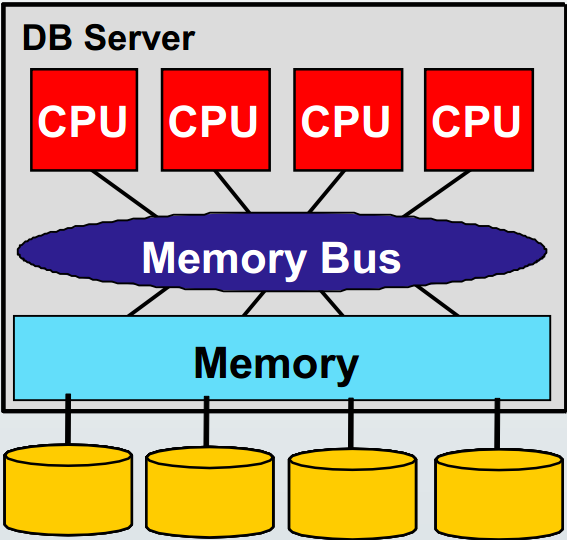 DB Server
CPU CPU CPU CPU
Memory Bus
Memory